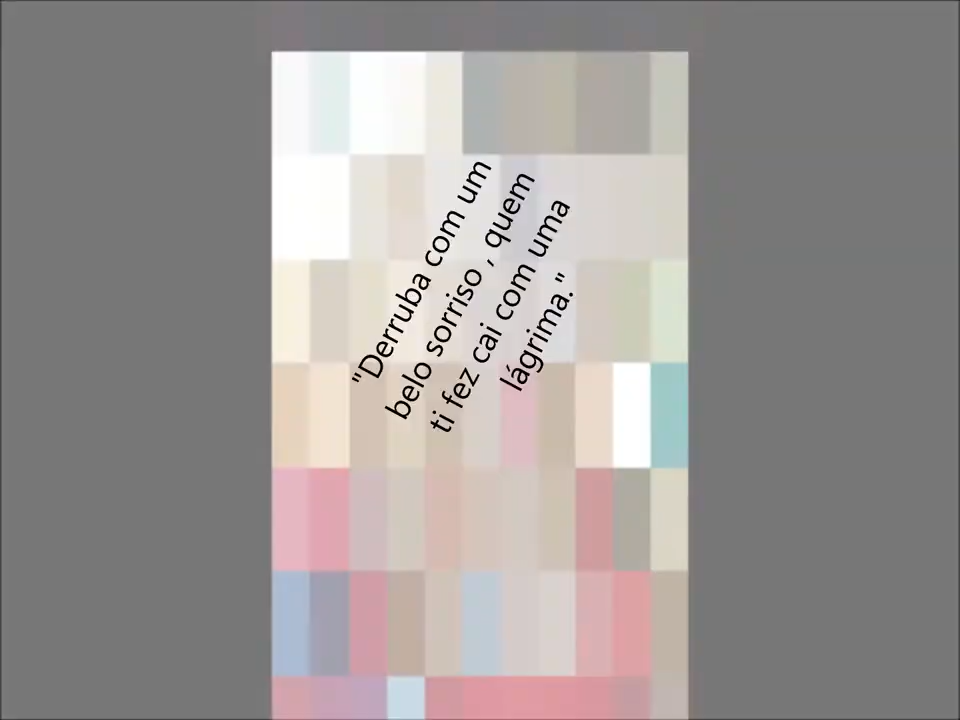 "Derruba com um
belo sorriso , quem
ti fez cai com uma
lágrima."